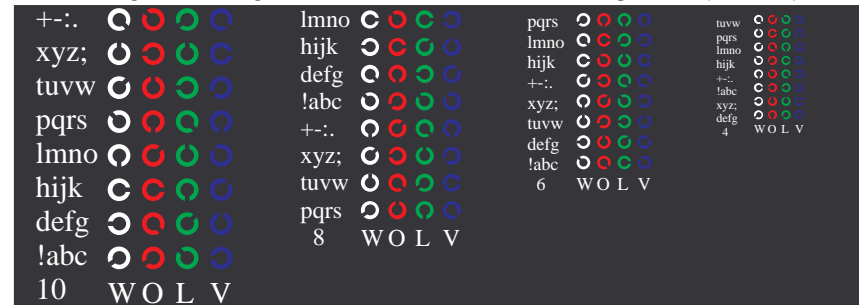 +-:.
xyz;
tuvw
pqrs
lmno
hijk
defg
!abc
10 W O L V
lmno
hijk
defg
!abc
+-:.
xyz;
tuvw
pqrs
8 W O L V
pqrs
lmno
hijk
+-:.
xyz;
tuvw
defg
!abc
6 W O L V
tuvw
pqrs
lmno
hijk
+-:.
!abc
xyz;
defg
4 W O L V